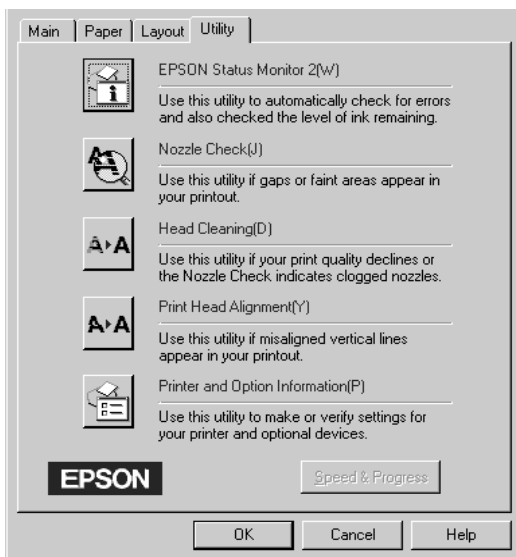 Main Paper Layout Utility
EPSON Status Monitor 2(W)
Use this utility to automatically check for errors
and also checked the level of ink remaining.
Nozzle Check(J)
Use this utility if gaps or faint areas appear in
your printout.
Head Cleaning(D)
Use this utility if your print quality declines or
the Nozzle Check indicates clogged nozzles.
Print Head Alignment(Y)
Use this utility if misaligned vertical lines
appear in your printout.
Printer and Option Information(P)
Use this utility to make or verify settings for
your printer and optional devices.
EPSON
Speed & Progress
OK Cancel Help